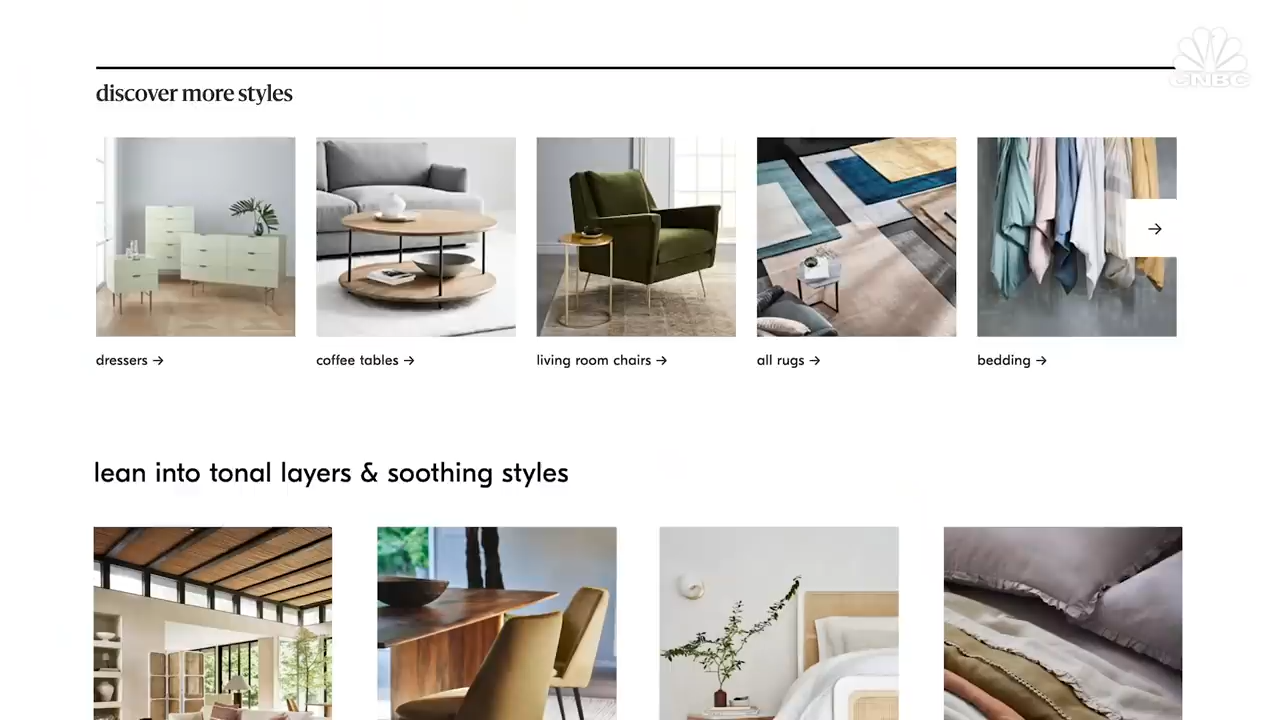 CNBC
discover more styles
dressers →
coffee tables →
living room chairs →
all rugs →
bedding →
lean into tonal layers & soothing styles